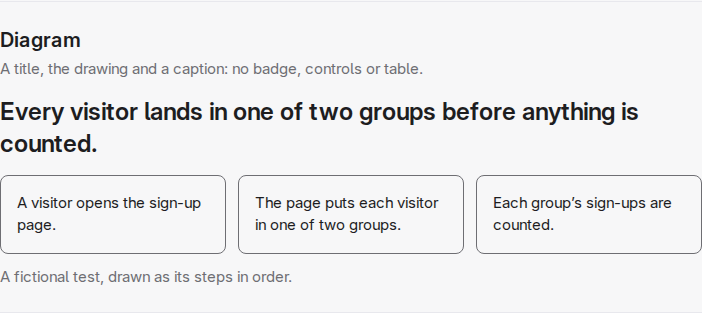 Diagram
A title, the drawing and a caption: no badge, controls or table.
Every visitor lands in one of two groups before anything is
counted.
A visitor opens the sign-up
page.
The page puts each visitor
in one of two groups.
Each group’s sign-ups are
counted.
A fictional test, drawn as its steps in order.